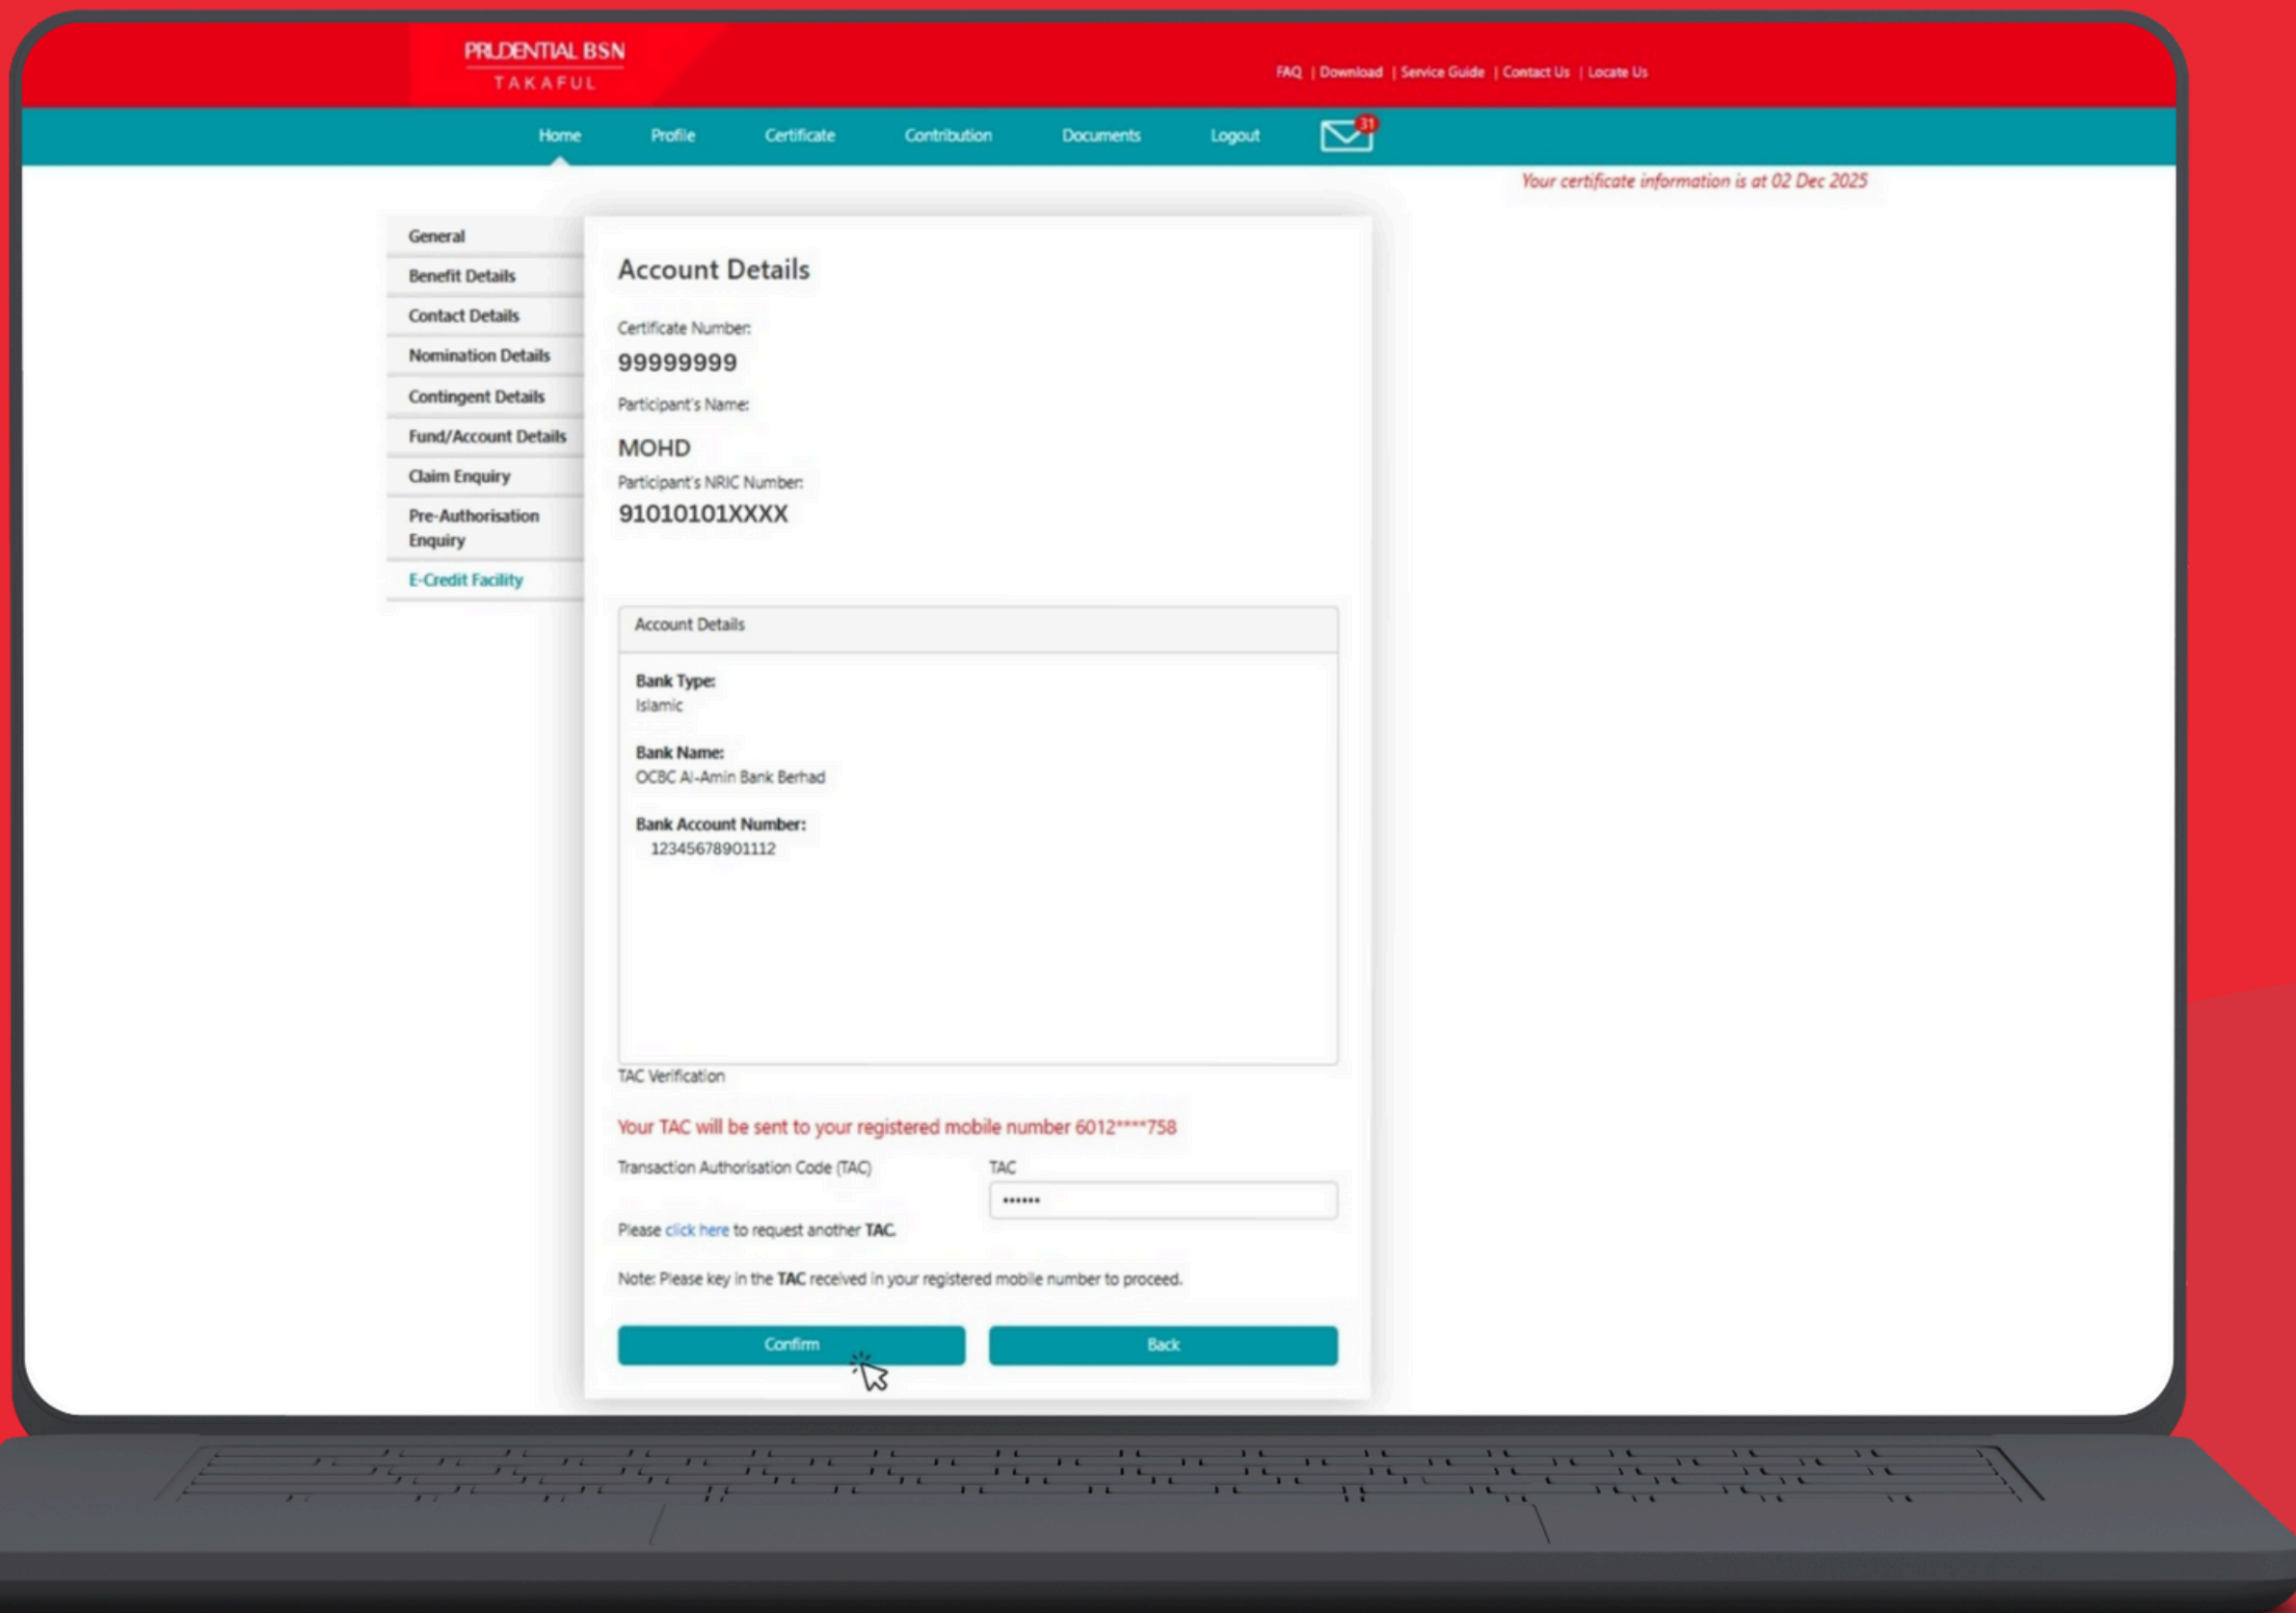 PRUDENTIAL BSN
TAKAFUL
FAQ | Download | Service Guide | Contact Us | Locate Us
Home Profile Certificate Contribution Documents Logout 31
Your certificate information is at 02 Dec 2025
General
Benefit Details
Contact Details
Nomination Details
Contingent Details
Fund/Account Details
Claim Enquiry
Pre-Authorisation
Enquiry
E-Credit Facility
Account Details
Certificate Number:
99999999
Participant's Name:
MOHD
Participant's NRIC Number:
91010101XXXX
Account Details
Bank Type:
Islamic
Bank Name:
OCBC Al-Amin Bank Berhad
Bank Account Number:
12345678901112
TAC Verification
Your TAC will be sent to your registered mobile number 6012****758
Transaction Authorisation Code (TAC) TAC
••••••
Please click here to request another TAC.
Note: Please key in the TAC received in your registered mobile number to proceed.
Confirm Back